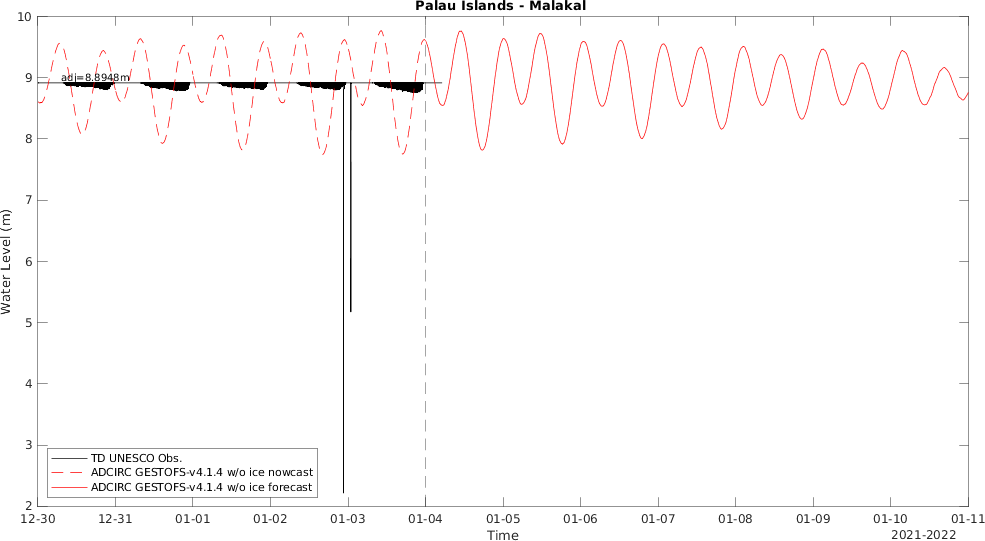 Palau Islands - Malakal
Water Level (m)
10
9
8
7
6
5
4
3
2
adj=8.8948m
TD UNESCO Obs.
ADCIRC GESTOFS-v4.1.4 w/o ice nowcast
ADCIRC GESTOFS-v4.1.4 w/o ice forecast
12-30 12-31 01-01 01-02 01-03 01-04 01-05 01-06 01-07 01-08 01-09 01-10 01-11
Time
2021-2022